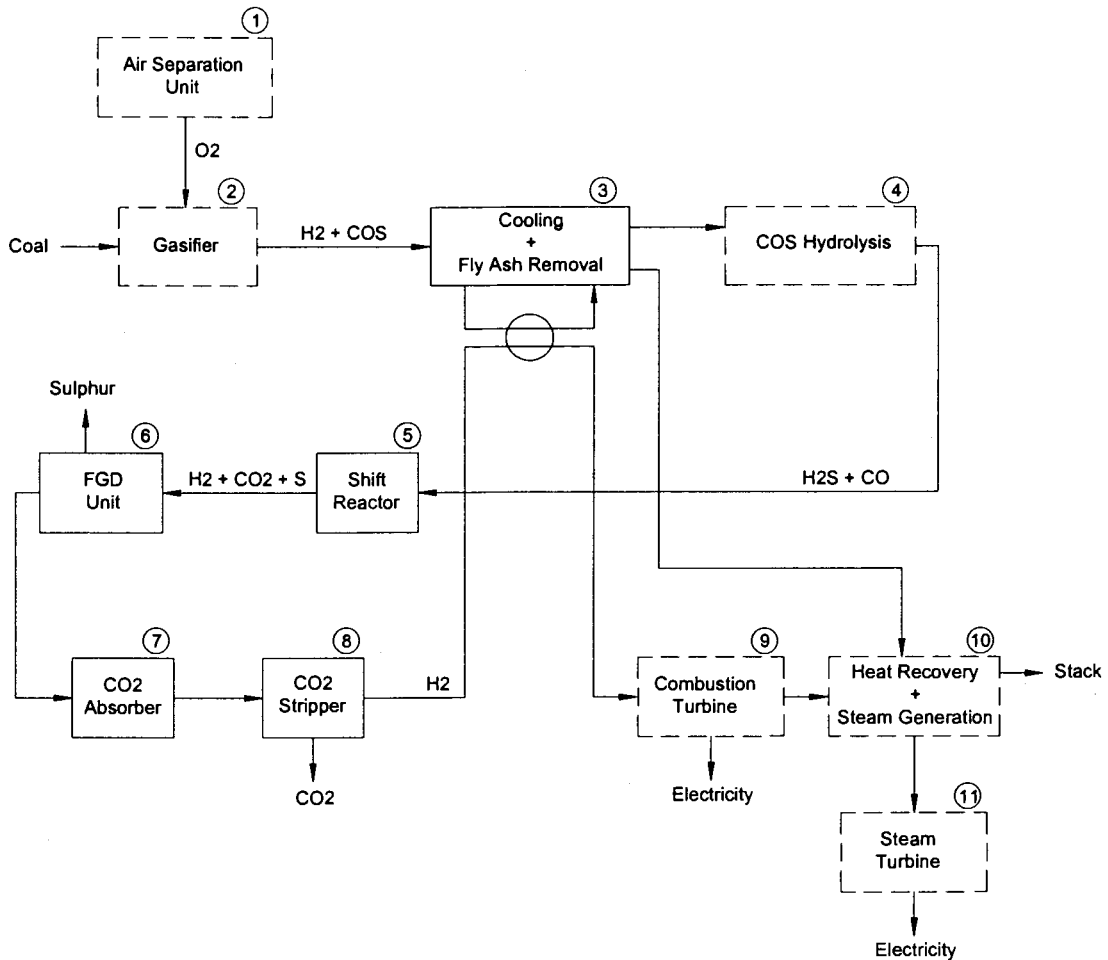 1
Air Separation
Unit
O2
2
3
4
Coal
Gasifier
H2 + COS
Cooling
+
Fly Ash Removal
COS Hydrolysis
Sulphur
6
5
FGD
Unit
H2 + CO2 + S
Shift
Reactor
H2S + CO
7
8
9
10
CO2
Absorber
CO2
Stripper
H2
Combustion
Turbine
Heat Recovery
+
Steam Generation
Stack
CO2
Electricity
11
Steam
Turbine
Electricity